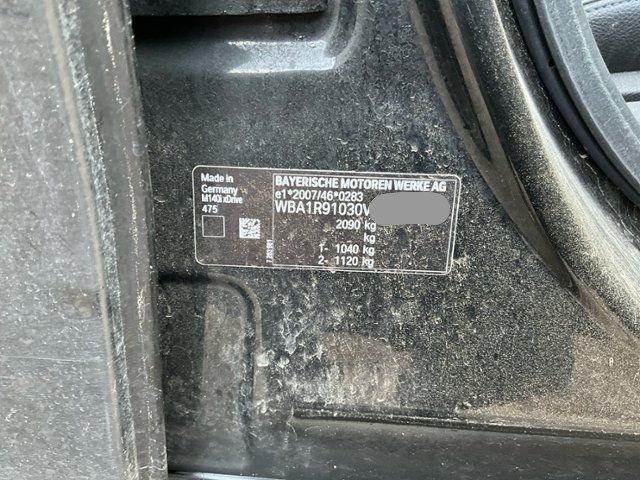 Made in
Germany
M140i xDrive
475
BAYERISCHE MOTOREN WERKE AG
e1*2007/46*0283
WBA1R91030V
2090 kg
kg
1- 1040 kg
2- 1120 kg